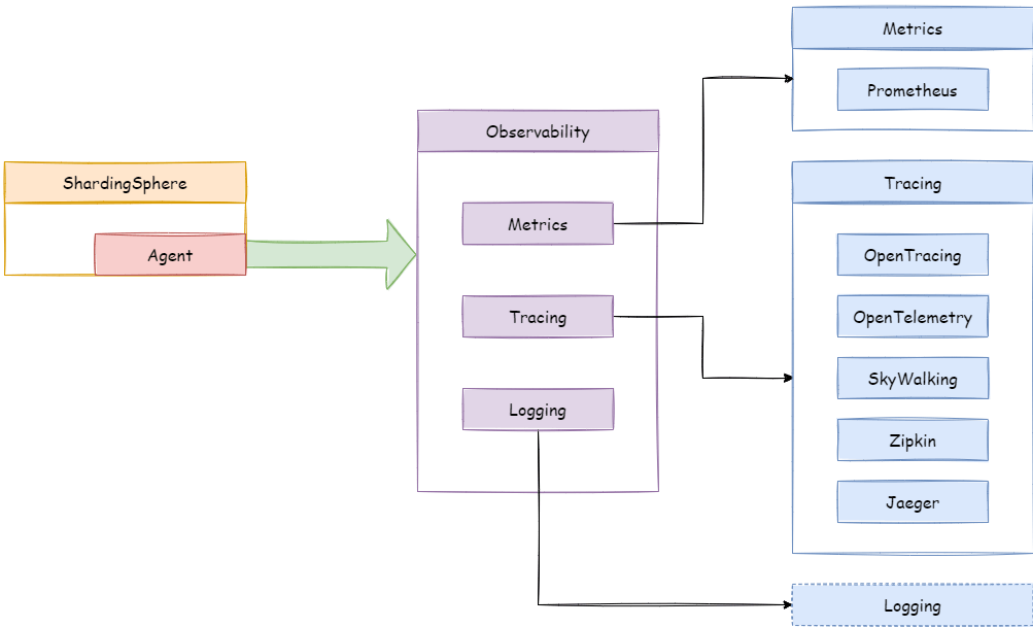 ShardingSphere
Agent
Observability
Metrics
Tracing
Logging
Metrics
Prometheus
Tracing
OpenTracing
OpenTelemetry
SkyWalking
Zipkin
Jaeger
Logging